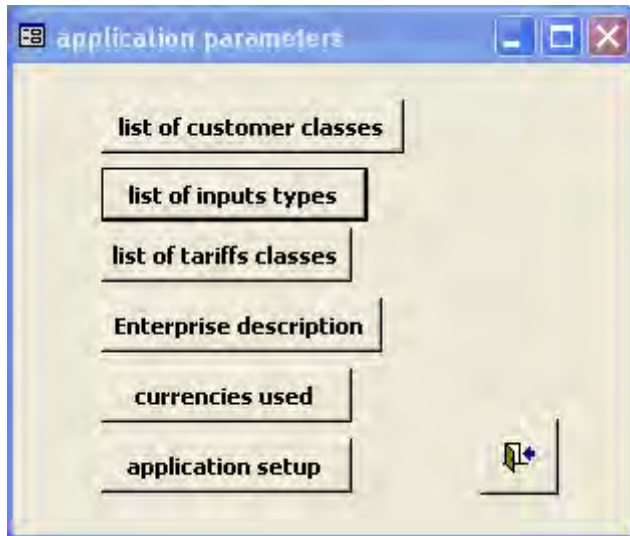 application parameters
list of customer classes
list of inputs types
list of tariffs classes
Enterprise description
currencies used
application setup